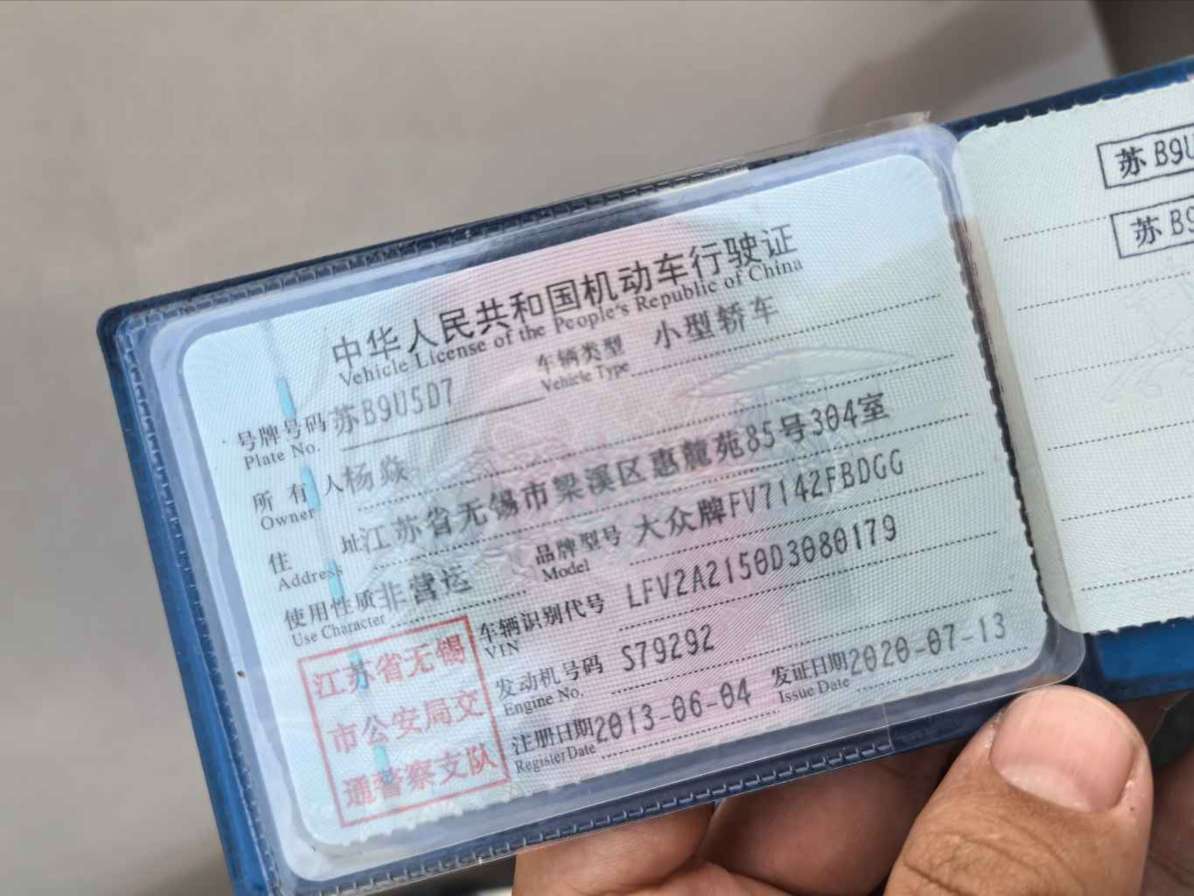 中华人民共和国机动车行驶证
Vehicle License of the People's Republic of China
号牌号码 苏B9U5D7 车辆类型 小型轿车
Plate No. Vehicle Type
所有人 杨焱
Owner
住址 江苏省无锡市梁溪区惠龍苑85号304室
Address
使用性质 非营运 品牌型号 大众牌FV7142FBDGG
Use Character Model
车辆识别代号 LFV2A2150D3080179
VIN
发动机号码 S79292
Engine No.
注册日期 2013-06-04 发证日期 2020-07-13
Register Date Issue Date
江苏省无锡
市公安局交
通警察支队
苏B9U
苏B9